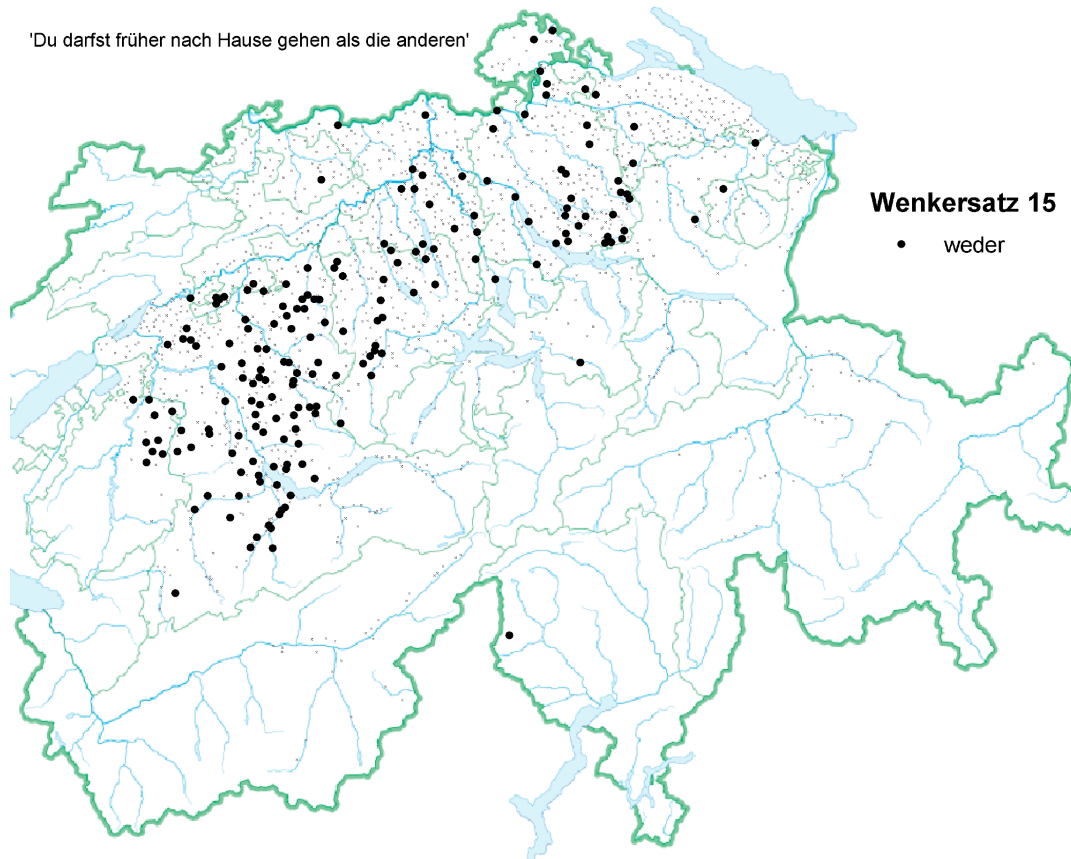 'Du darfst früher nach Hause gehen als die anderen'
Wenkersatz 15
weder